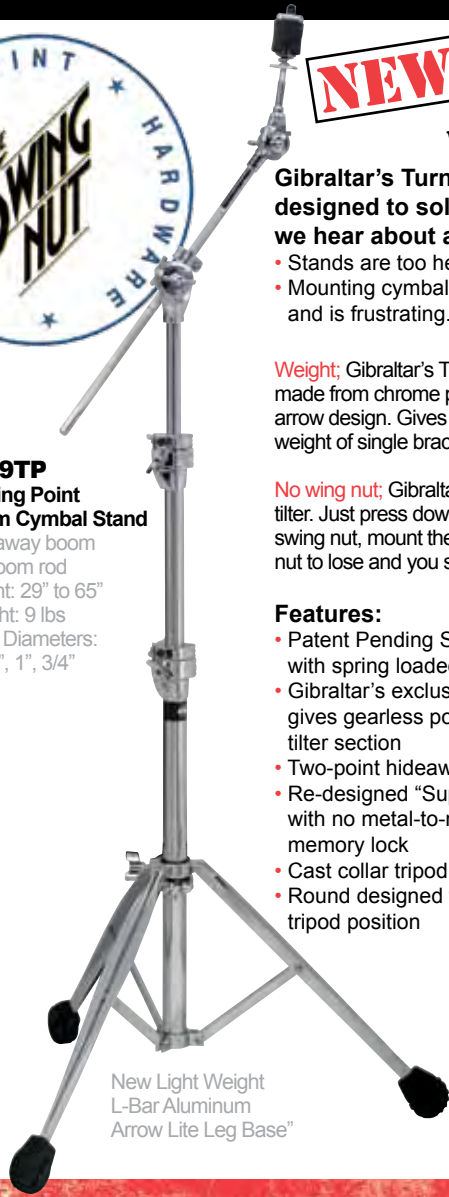 INT
HARDWARE
WING
NUT
NEW
Gibraltar's Turn
designed to sol
we hear about a
• Stands are too he
• Mounting cymbal
and is frustrating.
Weight; Gibraltar's T
made from chrome p
arrow design. Gives
weight of single brac
No wing nut; Gibralta
tilter. Just press dow
swing nut, mount the
nut to lose and you s
Features:
• Patent Pending S
with spring loade
• Gibraltar's exclus
gives gearless po
tilter section
• Two-point hideaw
• Re-designed “Sup
with no metal-to-r
memory lock
• Cast collar tripod
• Round designed
tripod position
9TP
ing Point
m Cymbal Stand
away boom
oom rod
nt: 29” to 65”
ht: 9 lbs
Diameters:
”, 1”, 3/4”
New Light Weight
L-Bar Aluminum
Arrow Lite Leg Base”